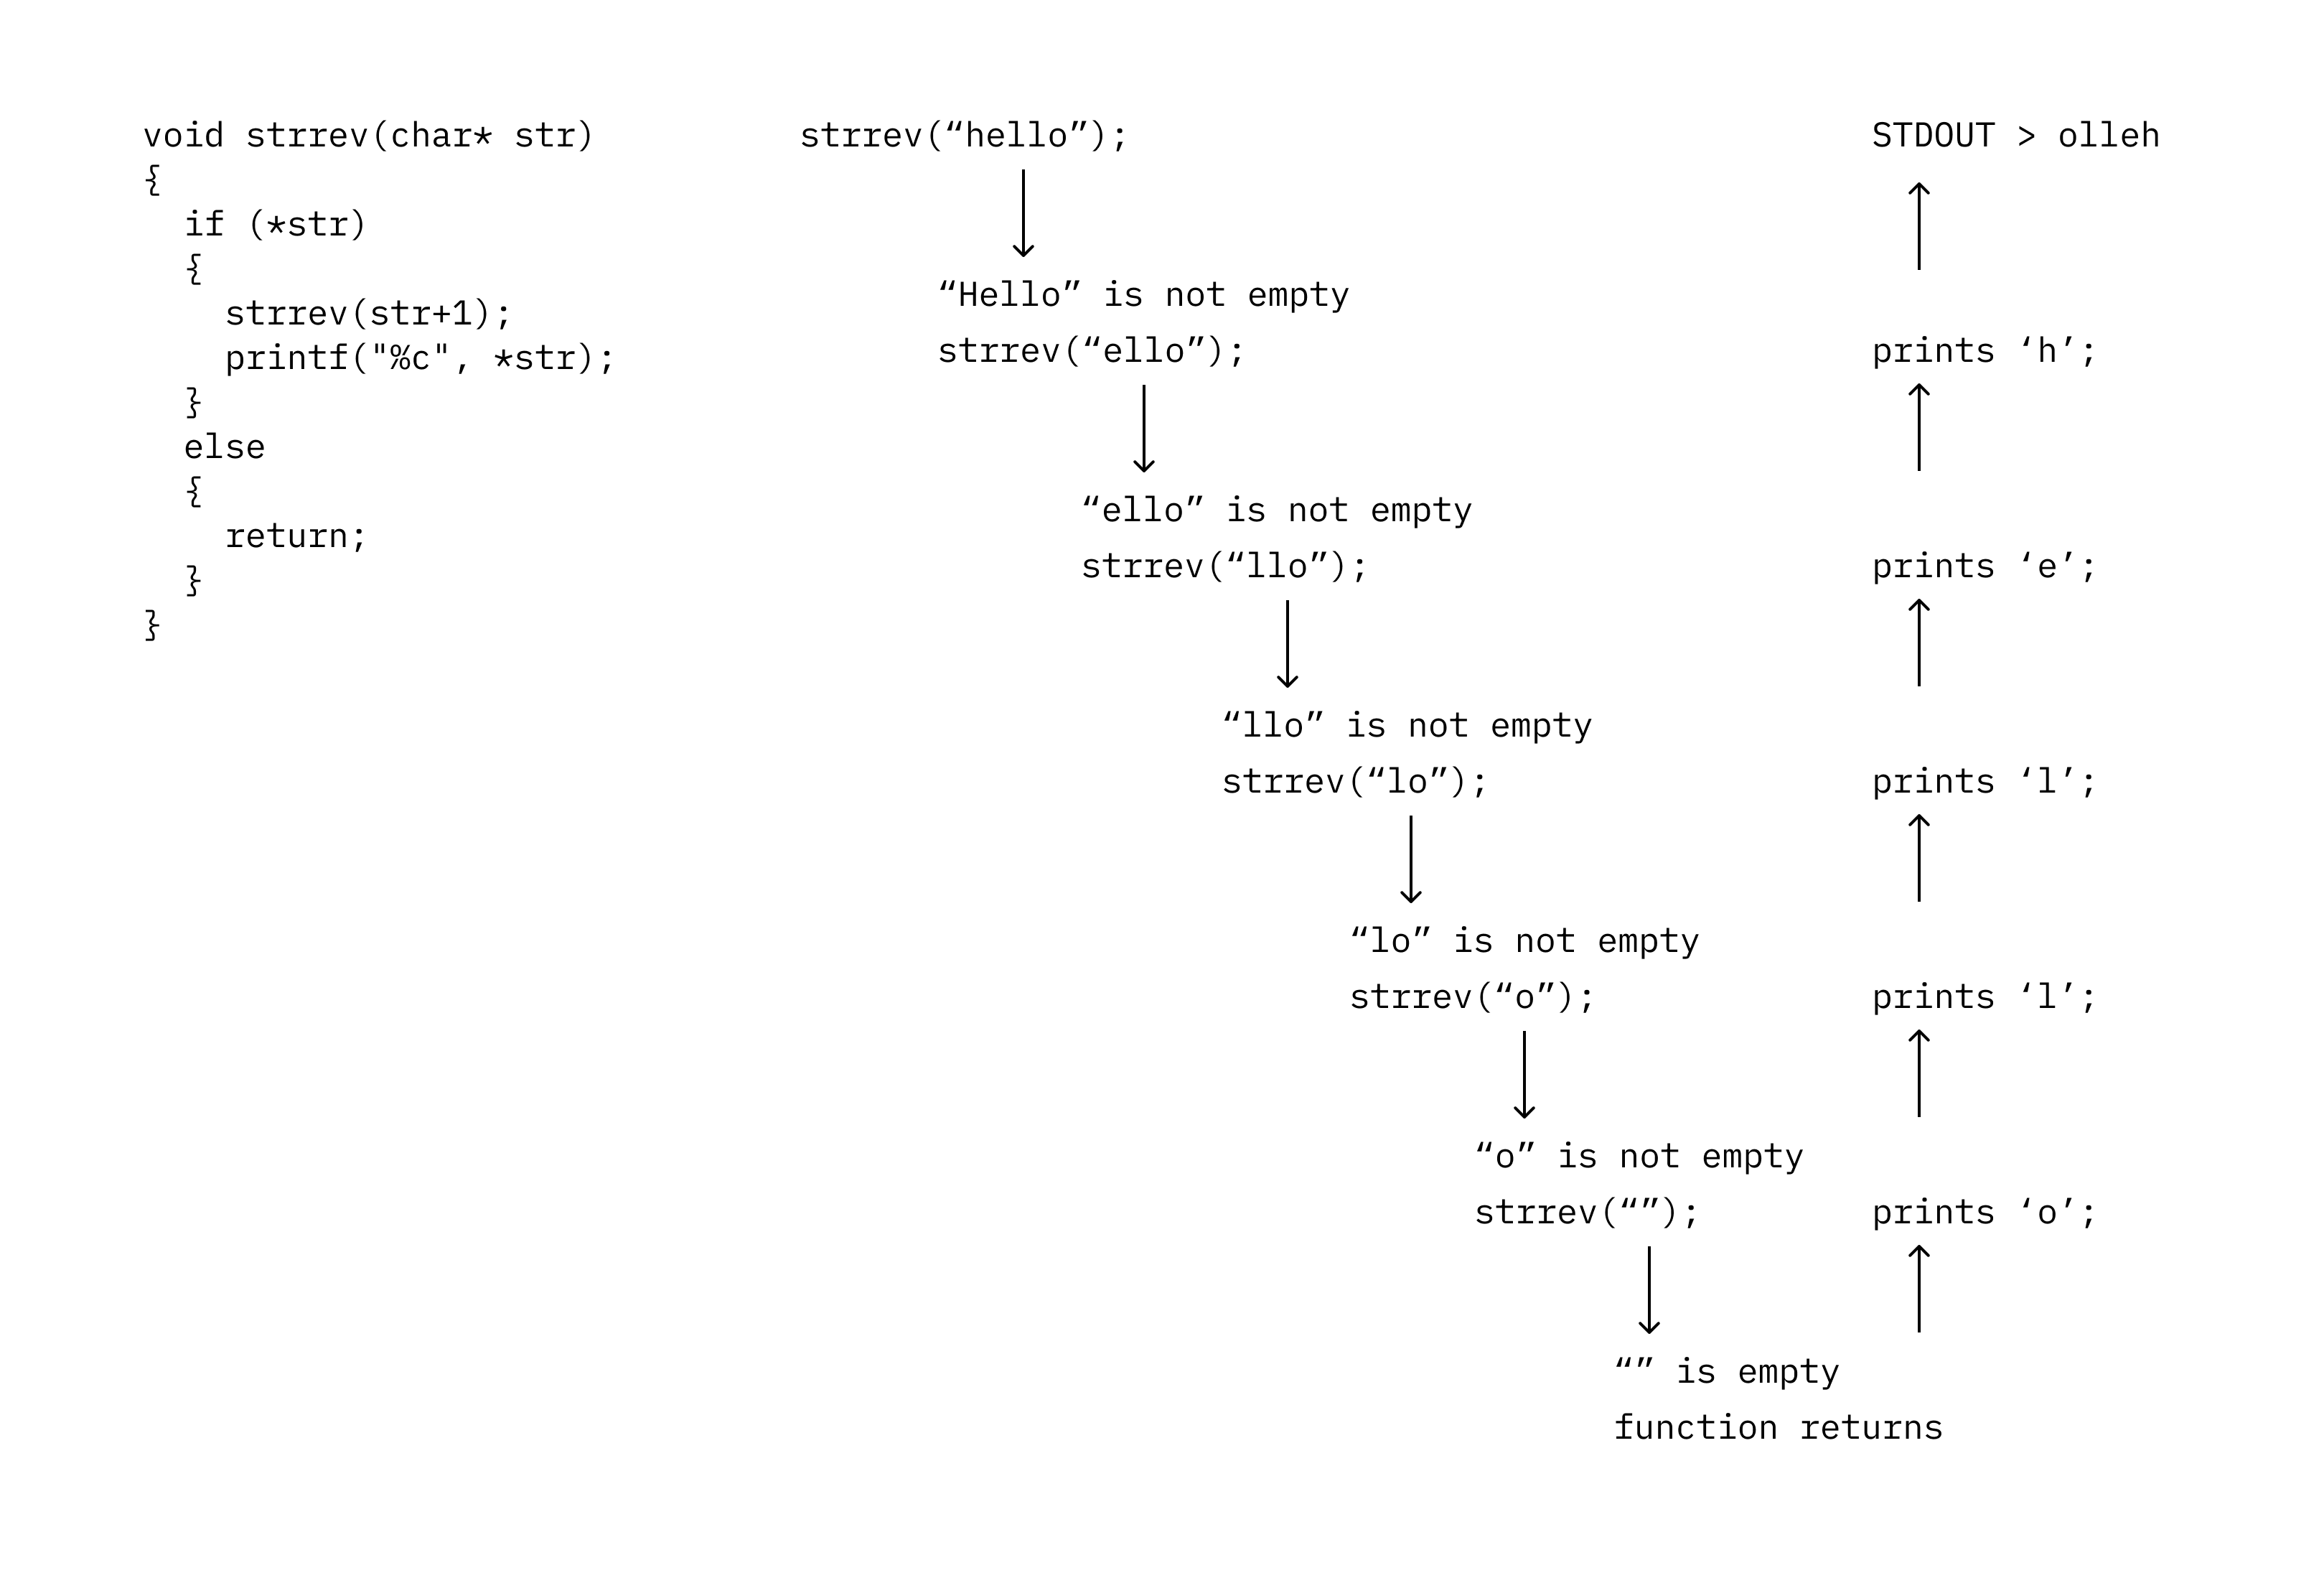 void strrev(char* str)
{
  if (*str)
  {
    strrev(str+1);
    printf("%c", *str);
  }
  else
  {
    return;
  }
}
strrev(“hello”);
“Hello” is not empty
strrev(“ello”);
“ello” is not empty
strrev(“llo”);
“llo” is not empty
strrev(“lo”);
“lo” is not empty
strrev(“o”);
“o” is not empty
strrev(“”);
“” is empty
function returns
STDOUT > olleh
prints ‘h’;
prints ‘e’;
prints ‘l’;
prints ‘l’;
prints ‘o’;